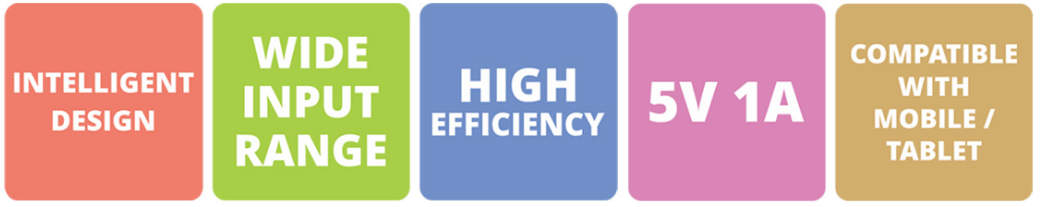 INTELLIGENT
DESIGN
WIDE
INPUT
RANGE
HIGH
EFFICIENCY
5V 1A
COMPATIBLE
WITH
MOBILE /
TABLET